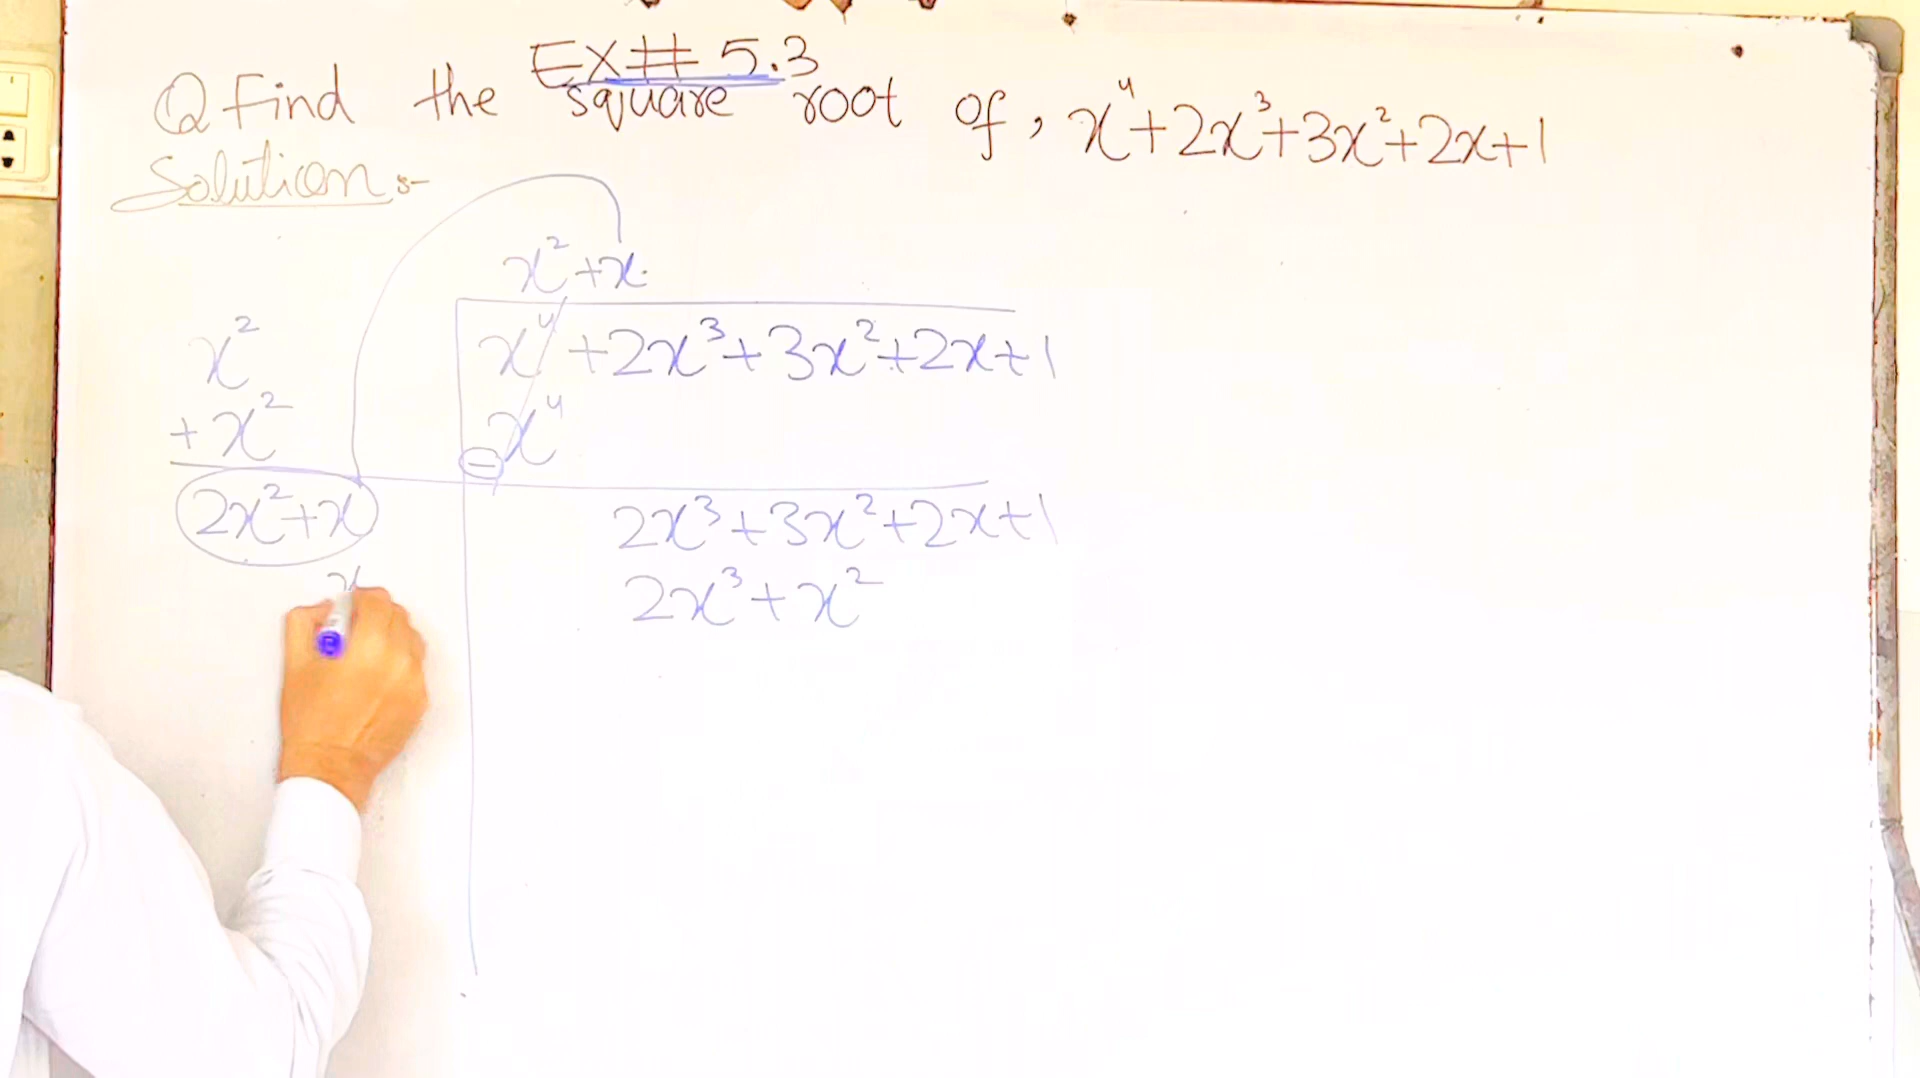 Ex# 5.3
Q Find the square root of, x⁴+2x³+3x²+2x+1
Solution:-
x²+x
x² x⁴+2x³+3x²+2x+1
+x² x⁴
2x²+x 2x³+3x²+2x+1
x 2x³+x²